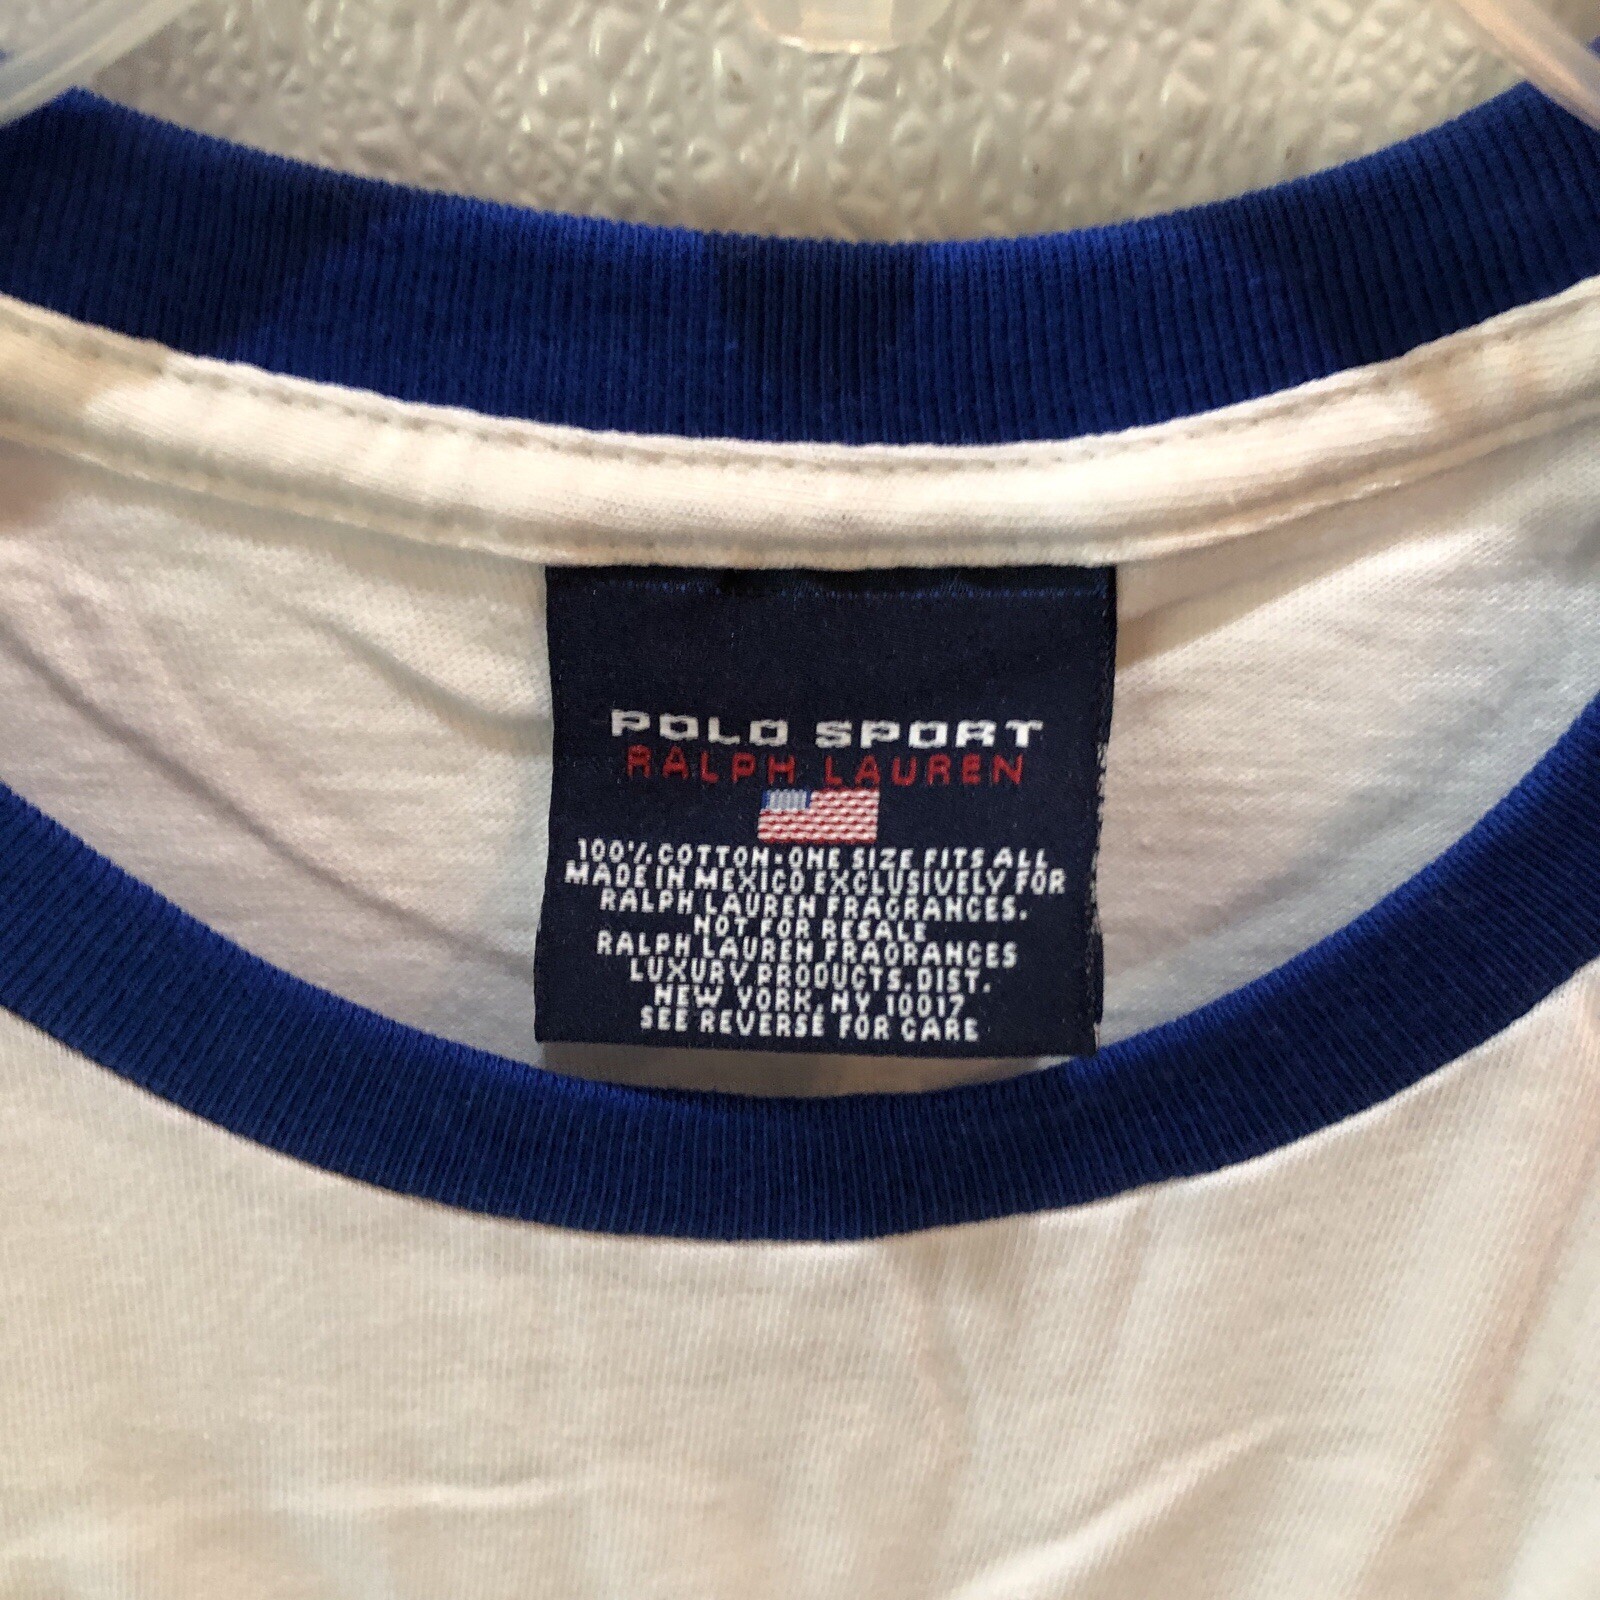 POLO SPORT
RALPH LAUREN
100% COTTON·ONE SIZE FITS ALL
MADE IN MEXICO EXCLUSIVELY FOR
RALPH LAUREN FRAGRANCES.
NOT FOR RESALE
RALPH LAUREN FRAGRANCES
LUXURY PRODUCTS.DIST.
NEW YORK, NY 10017
SEE REVERSE FOR CARE